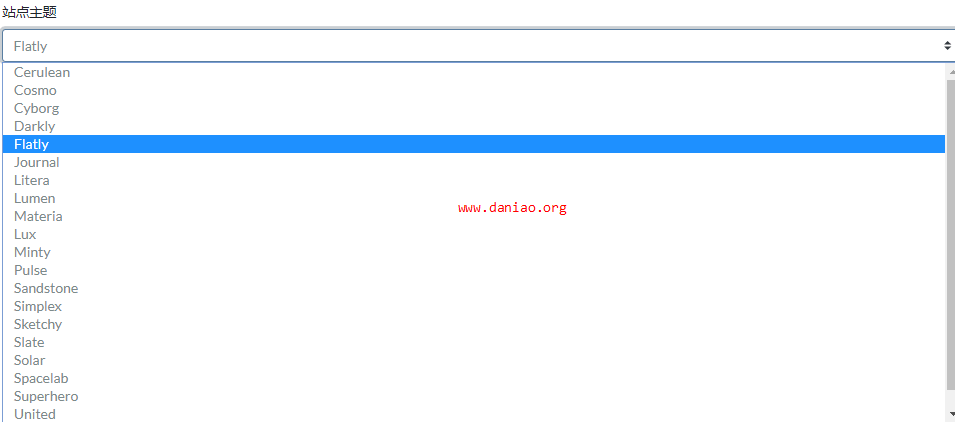 站点主题
Flatly
Cerulean
Cosmo
Cyborg
Darkly
Flatly
Journal
Litera
Lumen
www.daniao.org
Materia
Lux
Minty
Pulse
Sandstone
Simplex
Sketchy
Slate
Solar
Spacelab
Superhero
United